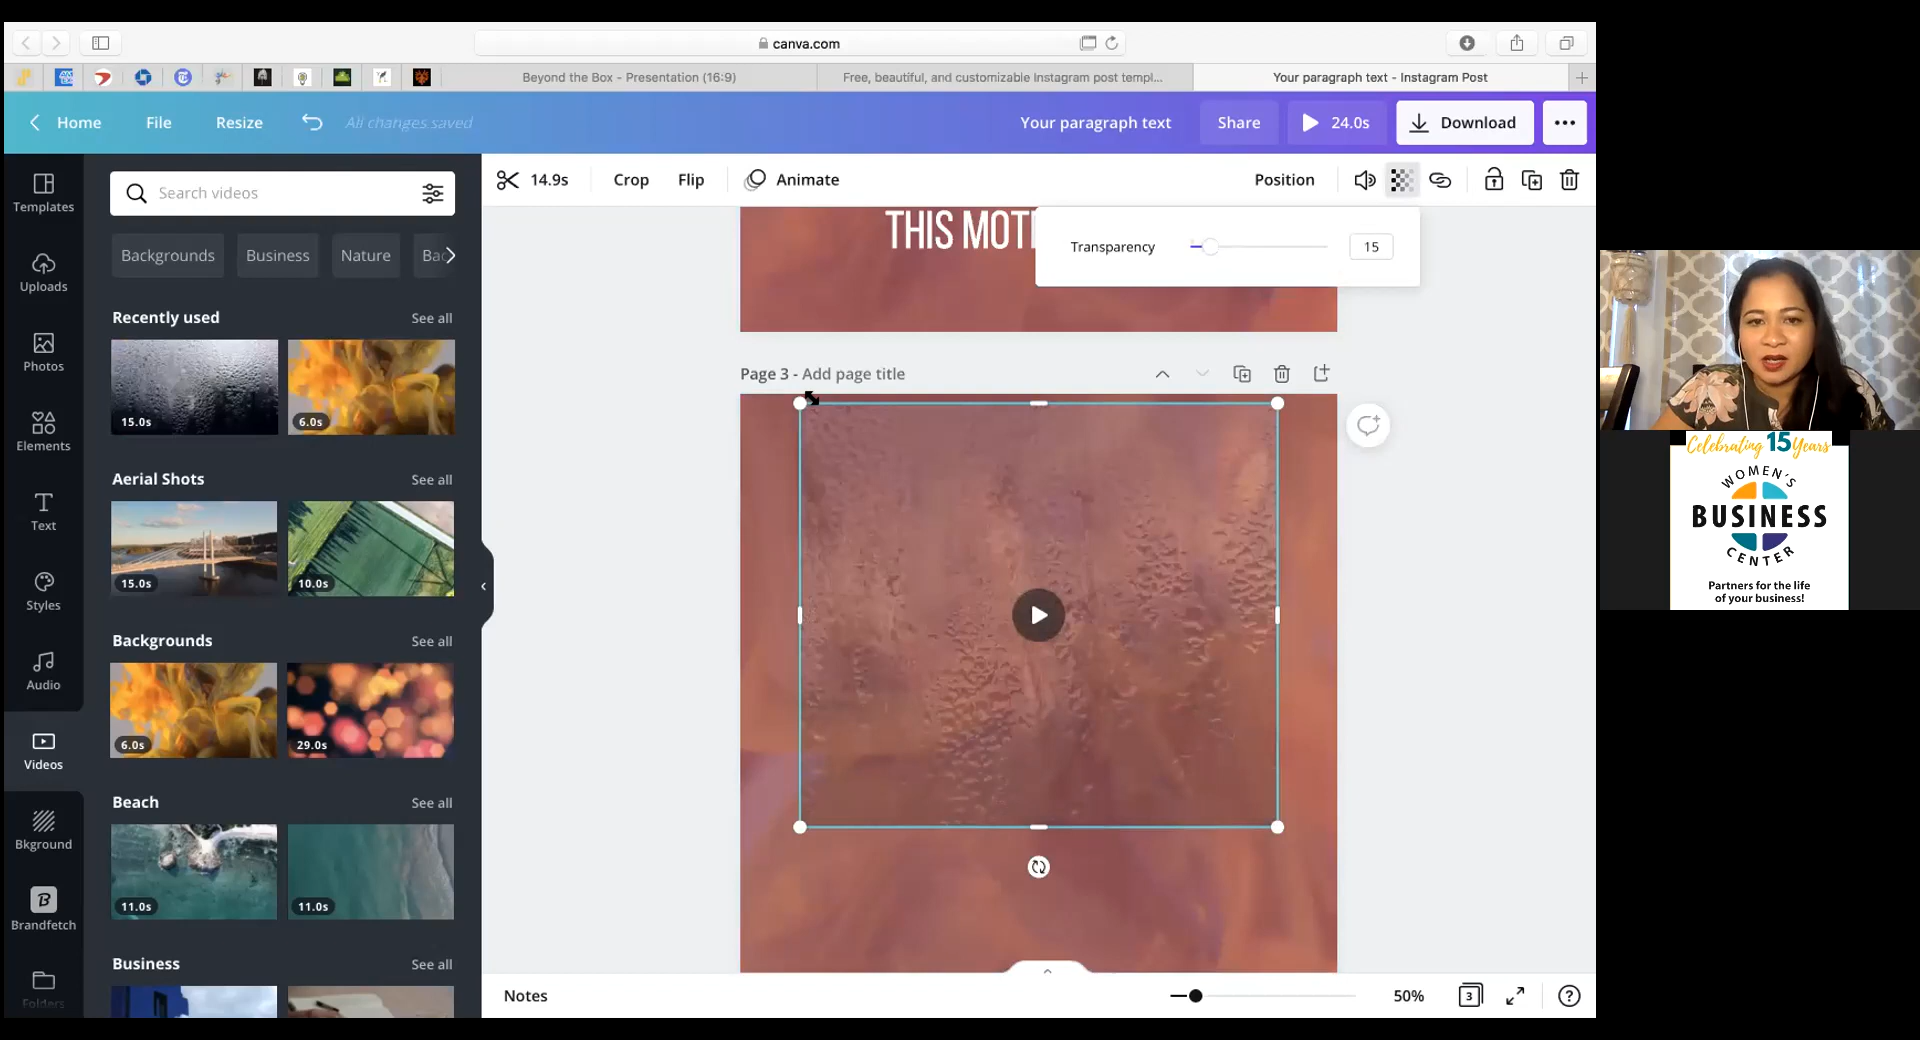 canva.com
Beyond the Box - Presentation (16:9)
Free, beautiful, and customizable Instagram post templ...
Your paragraph text - Instagram Post
Home
File
Resize
All changes saved
Your paragraph text
Share
24.0s
Download
Templates
Uploads
Photos
Elements
Text
Styles
Audio
Videos
Bkground
Brandfetch
Folders
Search videos
Backgrounds
Business
Nature
Bac
Recently used
See all
15.0s
6.0s
Aerial Shots
See all
15.0s
10.0s
Backgrounds
See all
6.0s
29.0s
Beach
See all
11.0s
11.0s
Business
See all
14.9s
Crop
Flip
Animate
Position
THIS MOT
Transparency
15
Page 3 - Add page title
Notes
50%
3
Celebrating 15 Years
WOMEN'S
BUSINESS
CENTER
Partners for the life
of your business!